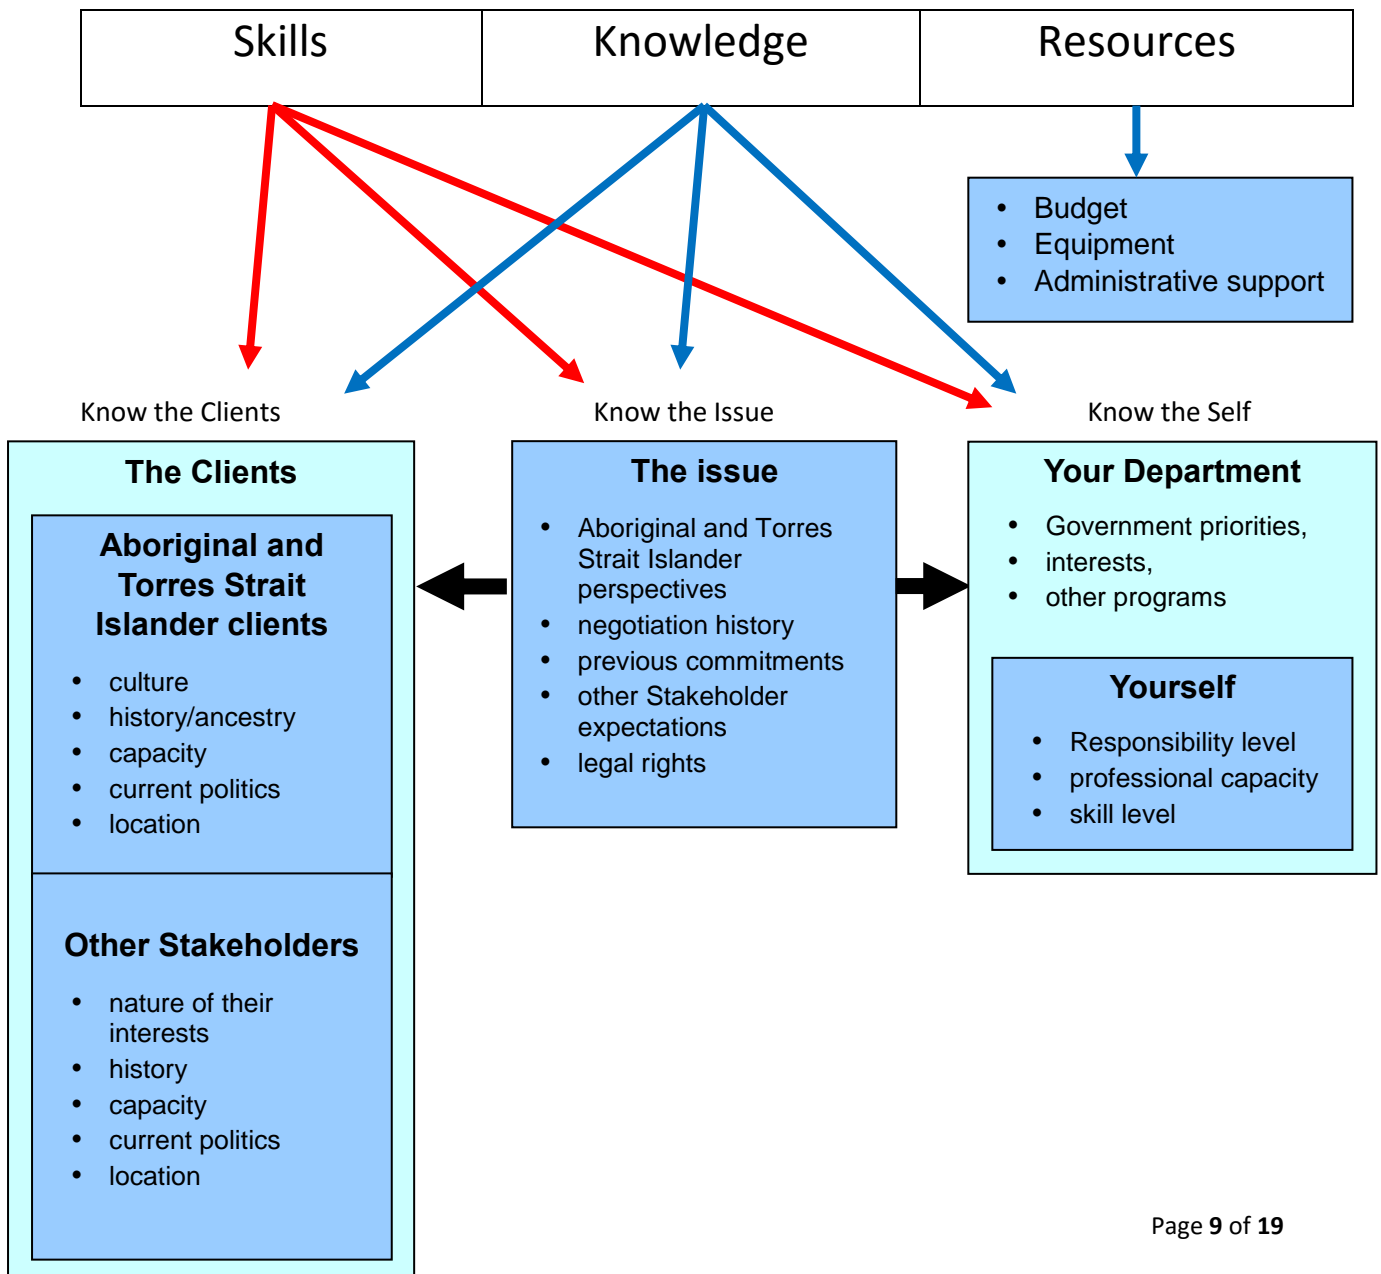 Skills
Knowledge
Resources
• Budget
• Equipment
• Administrative support
Know the Clients
Know the Issue
Know the Self
The Clients
Aboriginal and
Torres Strait
Islander clients
• culture
• history/ancestry
• capacity
• current politics
• location
Other Stakeholders
• nature of their
interests
• history
• capacity
• current politics
• location
The issue
• Aboriginal and Torres
Strait Islander
perspectives
• negotiation history
• previous commitments
• other Stakeholder
expectations
• legal rights
Your Department
• Government priorities,
• interests,
• other programs
Yourself
• Responsibility level
• professional capacity
• skill level
Page 9 of 19